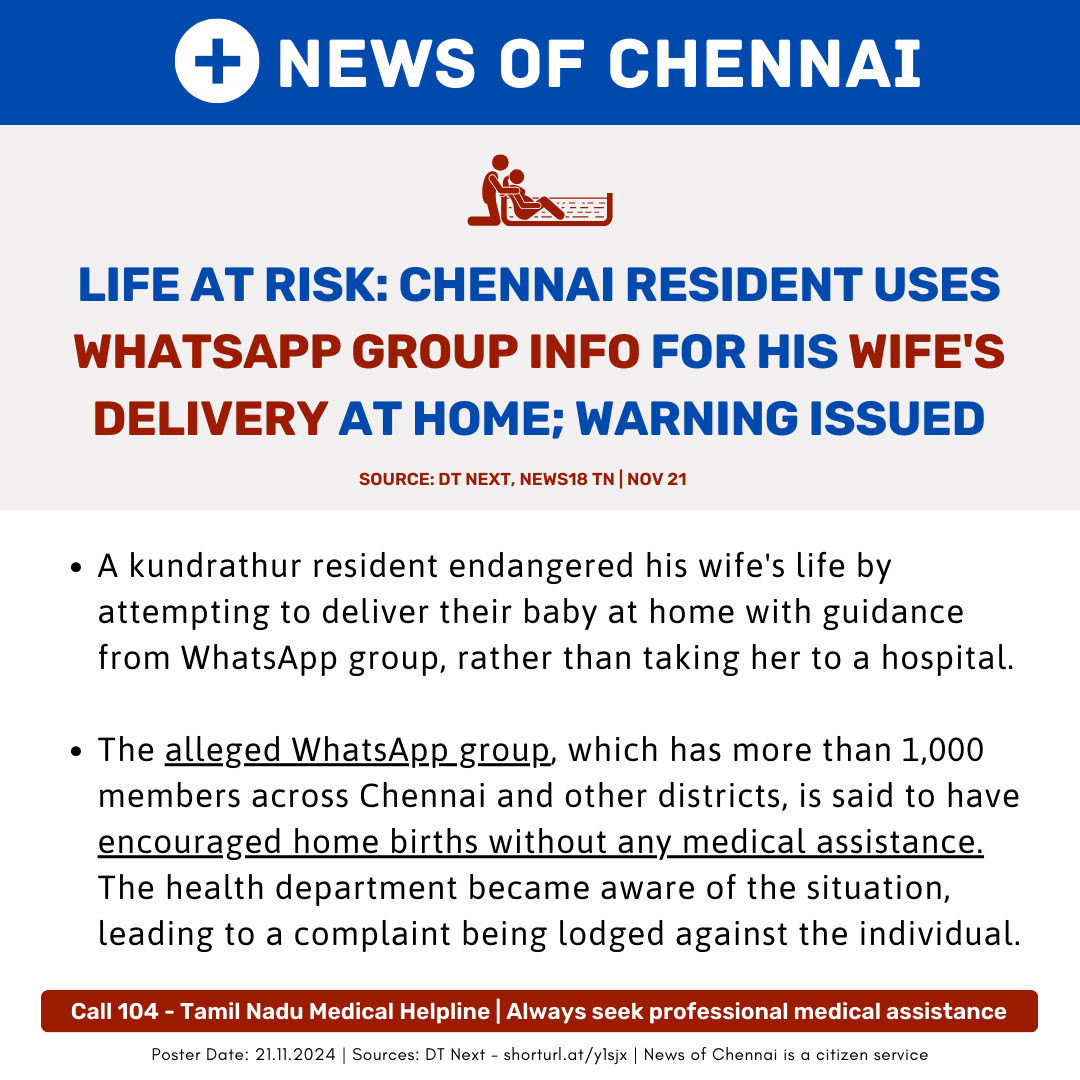 NEWS OF CHENNAI
LIFE AT RISK: CHENNAI RESIDENT USES
WHATSAPP GROUP INFO FOR HIS WIFE'S
DELIVERY AT HOME; WARNING ISSUED
SOURCE: DT NEXT, NEWS18 TN | NOV 21
• A kundrathur resident endangered his wife's life by
attempting to deliver their baby at home with guidance
from WhatsApp group, rather than taking her to a hospital.
• The alleged WhatsApp group, which has more than 1,000
members across Chennai and other districts, is said to have
encouraged home births without any medical assistance.
The health department became aware of the situation,
leading to a complaint being lodged against the individual.
Call 104 - Tamil Nadu Medical Helpline | Always seek professional medical assistance
Poster Date: 21.11.2024 | Sources: DT Next - shorturl.at/y1sjx | News of Chennai is a citizen service